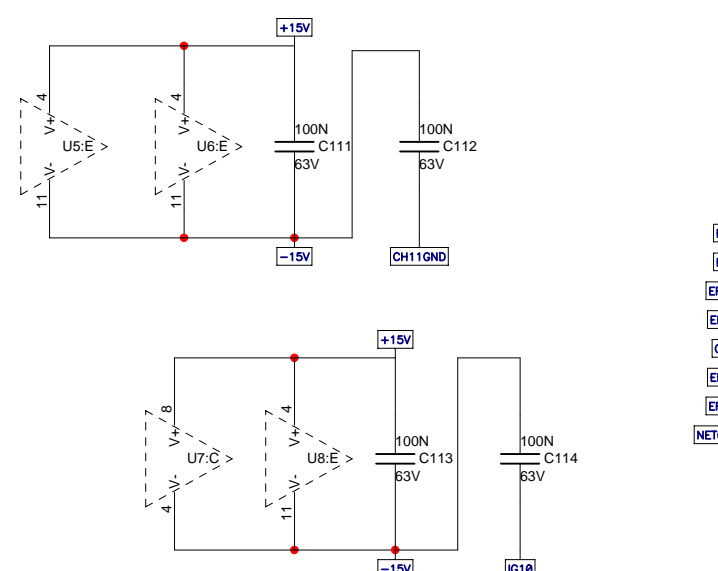 +15V
4
4
V+
V+
100N
100N
U5:E
U6:E
C111
C112
63V
63V
V-
V-
11
11
-15V
CH11GND
+15V
8
4
V+
V+
100N
100N
U7:C
U8:E
C113
C114
63V
63V
V-
V-
4
11
-15V
IG10